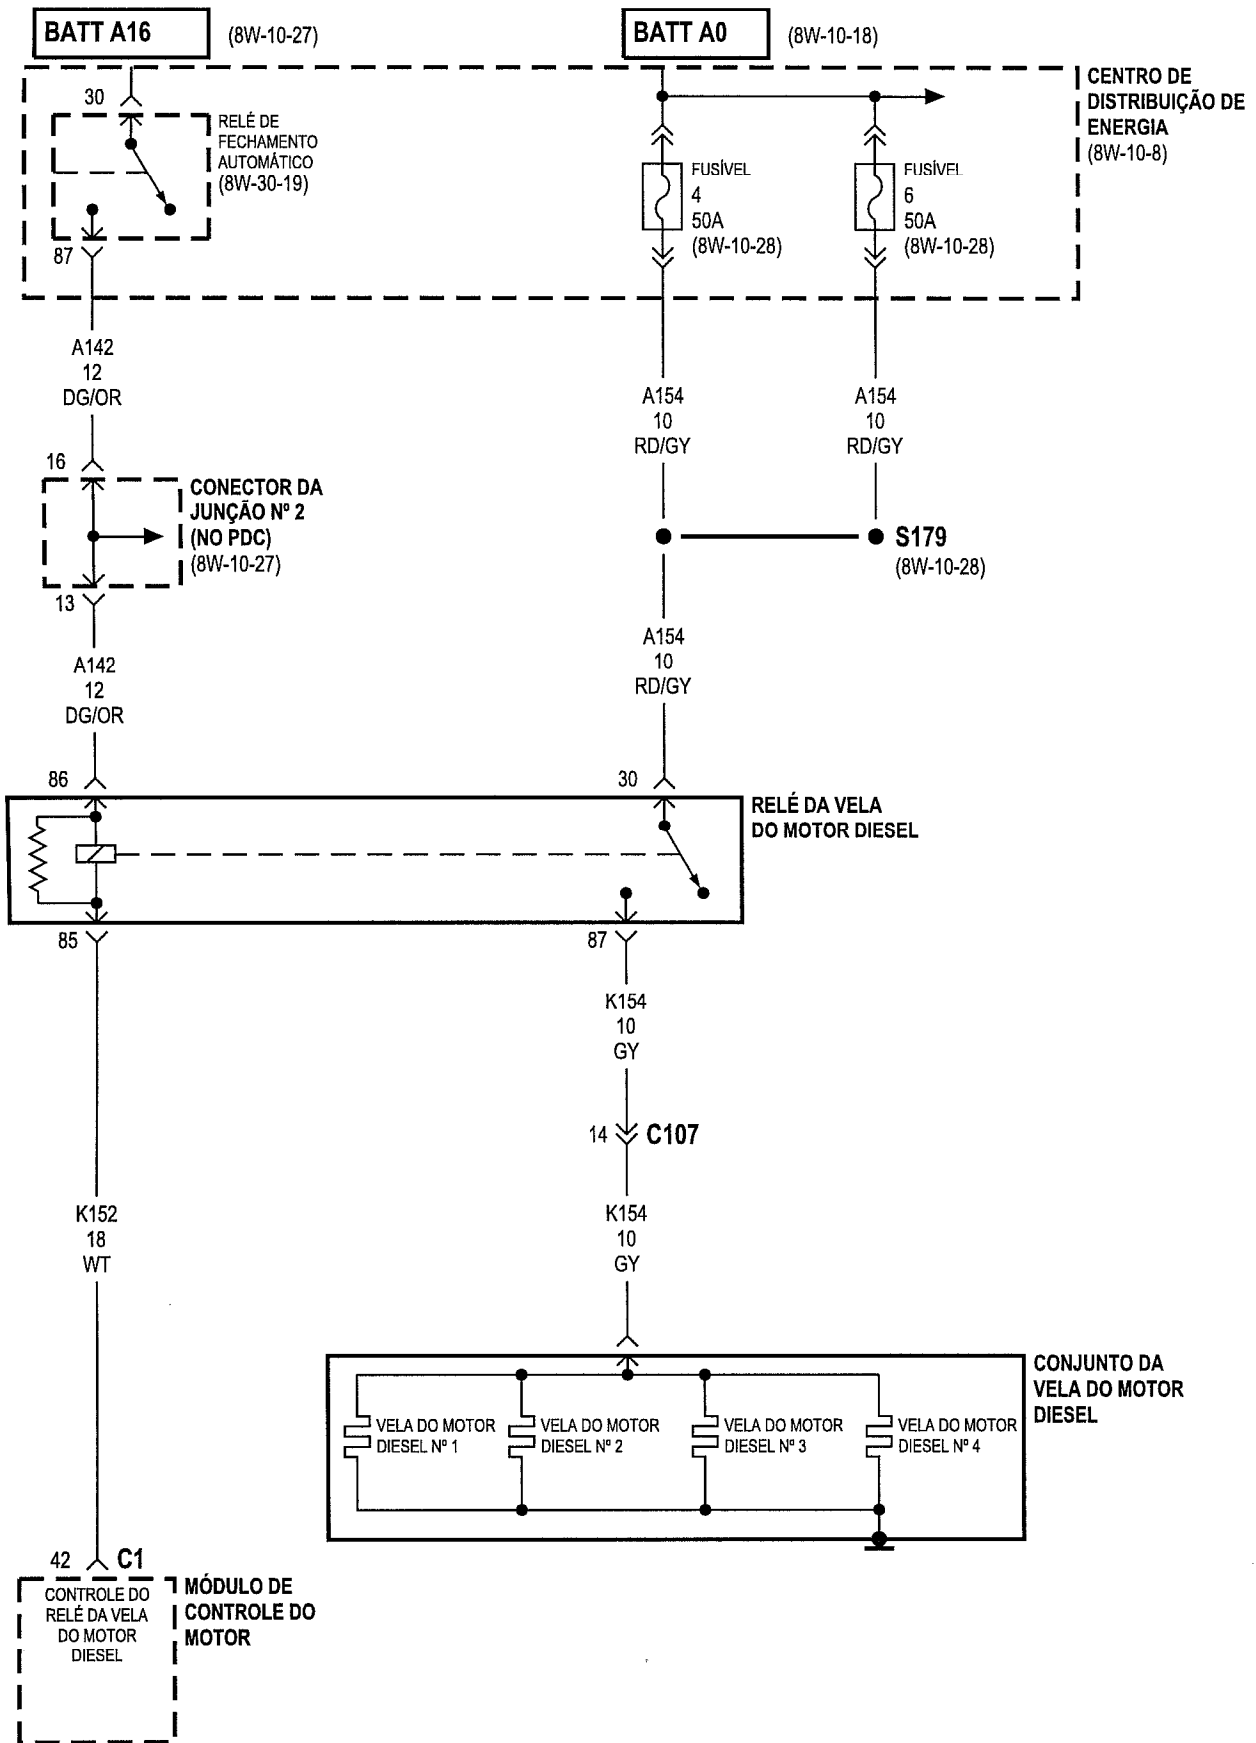 BATT A16
(8W-10-27)
BATT A0
(8W-10-18)
CENTRO DE
DISTRIBUIÇÃO DE
ENERGIA
(8W-10-8)
30
RELÉ DE
FECHAMENTO
AUTOMÁTICO
(8W-30-19)
87
FUSÍVEL
4
50A
(8W-10-28)
FUSÍVEL
6
50A
(8W-10-28)
A142
12
DG/OR
A154
10
RD/GY
A154
10
RD/GY
16
CONECTOR DA
JUNÇÃO Nº 2
(NO PDC)
(8W-10-27)
13
S179
(8W-10-28)
A142
12
DG/OR
A154
10
RD/GY
86
30
RELÉ DA VELA
DO MOTOR DIESEL
85
87
K154
10
GY
14
C107
K152
18
WT
K154
10
GY
CONJUNTO DA
VELA DO MOTOR
DIESEL
VELA DO MOTOR
DIESEL Nº 1
VELA DO MOTOR
DIESEL Nº 2
VELA DO MOTOR
DIESEL Nº 3
VELA DO MOTOR
DIESEL Nº 4
42
C1
CONTROLE DO
RELÉ DA VELA
DO MOTOR
DIESEL
MÓDULO DE
CONTROLE DO
MOTOR